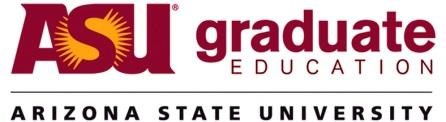 ASU® graduate
EDUCATION
ARIZONA STATE UNIVERSITY